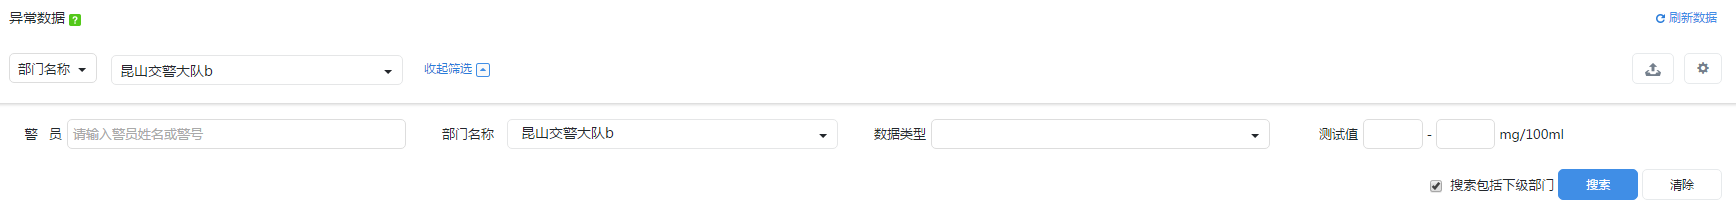 异常数据 ? 刷新数据
部门名称 昆山交警大队b 收起筛选
警 员 请输入警员姓名或警号 部门名称 昆山交警大队b 数据类型 测试值 - mg/100ml
搜索包括下级部门 搜索 清除